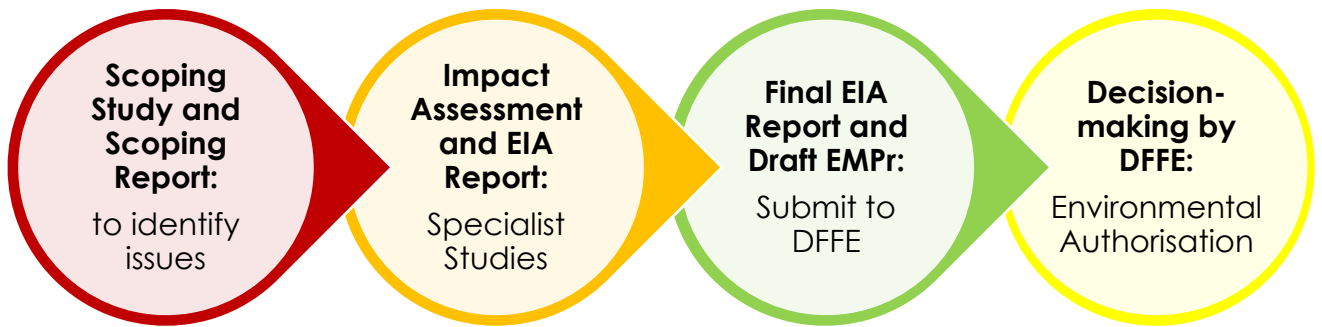 Scoping
Study and
Scoping
Report:
to identify
issues
Impact
Assessment
and EIA
Report:
Specialist
Studies
Final EIA
Report and
Draft EMPr:
Submit to
DFFE
Decision-
making by
DFFE:
Environmental
Authorisation